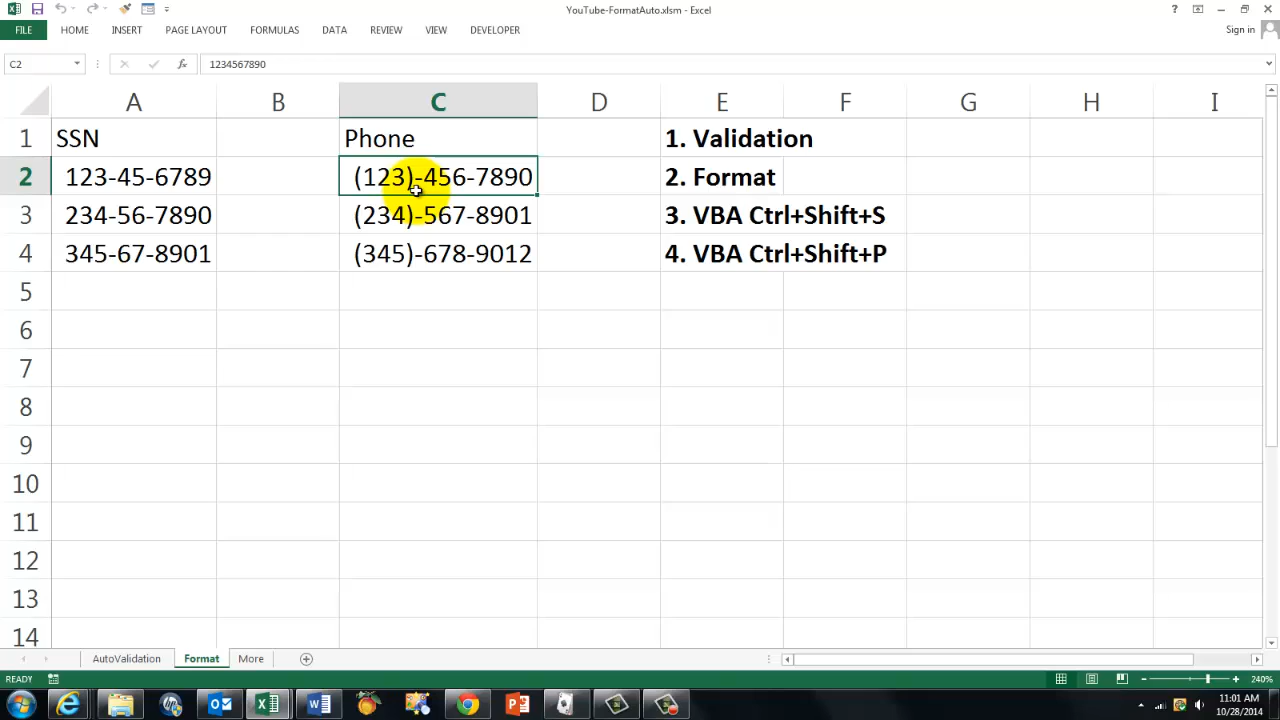 YouTube-FormatAuto.xlsm - Excel
FILE HOME INSERT PAGE LAYOUT FORMULAS DATA REVIEW VIEW DEVELOPER Sign in
C2 1234567890
A B C D E F G H I
1 SSN Phone 1. Validation
2 123-45-6789 (123)-456-7890 2. Format
3 234-56-7890 (234)-567-8901 3. VBA Ctrl+Shift+S
4 345-67-8901 (345)-678-9012 4. VBA Ctrl+Shift+P
5
6
7
8
9
10
11
12
13
14
AutoValidation Format More
READY 240%
11:01 AM
10/28/2014